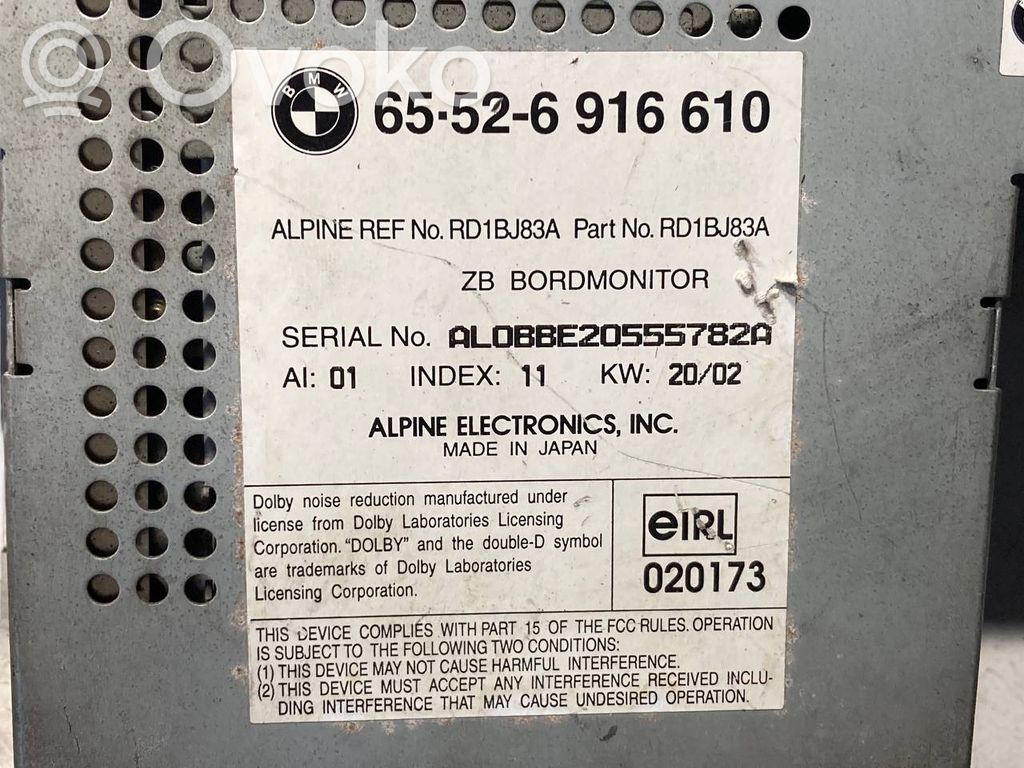 Ovoko
BMW
65·52-6 916 610
ALPINE REF No. RD1BJ83A Part No. RD1BJ83A
ZB BORDMONITOR
SERIAL No. AL0BBE20555782A
AI: 01 INDEX: 11 KW: 20/02
ALPINE ELECTRONICS, INC.
MADE IN JAPAN
Dolby noise reduction manufactured under
license from Dolby Laboratories Licensing
Corporation. "DOLBY" and the double-D symbol
are trademarks of Dolby Laboratories
Licensing Corporation.
eIRL
020173
THIS DEVICE COMPLIES WITH PART 15 OF THE FCC RULES. OPERATION
IS SUBJECT TO THE FOLLOWING TWO CONDITIONS:
(1) THIS DEVICE MAY NOT CAUSE HARMFUL INTERFERENCE.
(2) THIS DEVICE MUST ACCEPT ANY INTERFERENCE RECEIVED INCLU-
DING INTERFERENCE THAT MAY CAUSE UNDESIRED OPERATION.